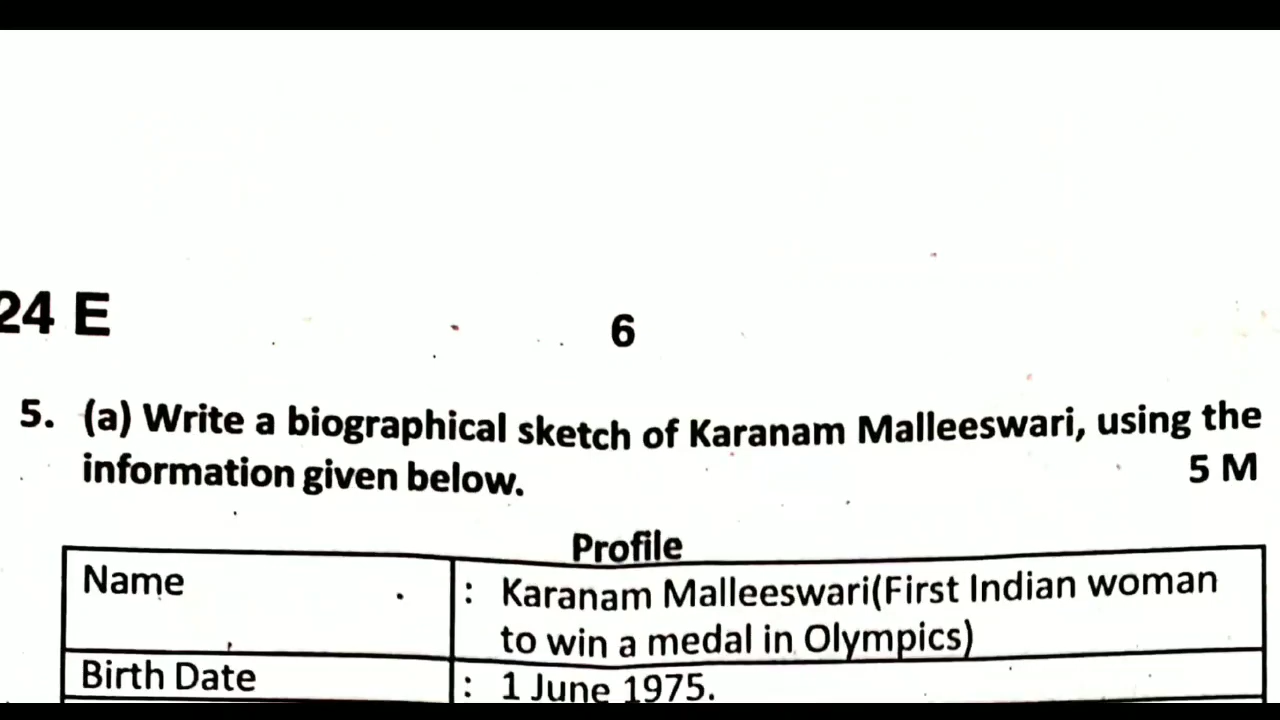 24 E
6
5. (a) Write a biographical sketch of Karanam Malleeswari, using the
information given below. 5 M
Profile
Name : Karanam Malleeswari(First Indian woman
to win a medal in Olympics)
Birth Date : 1 June 1975.